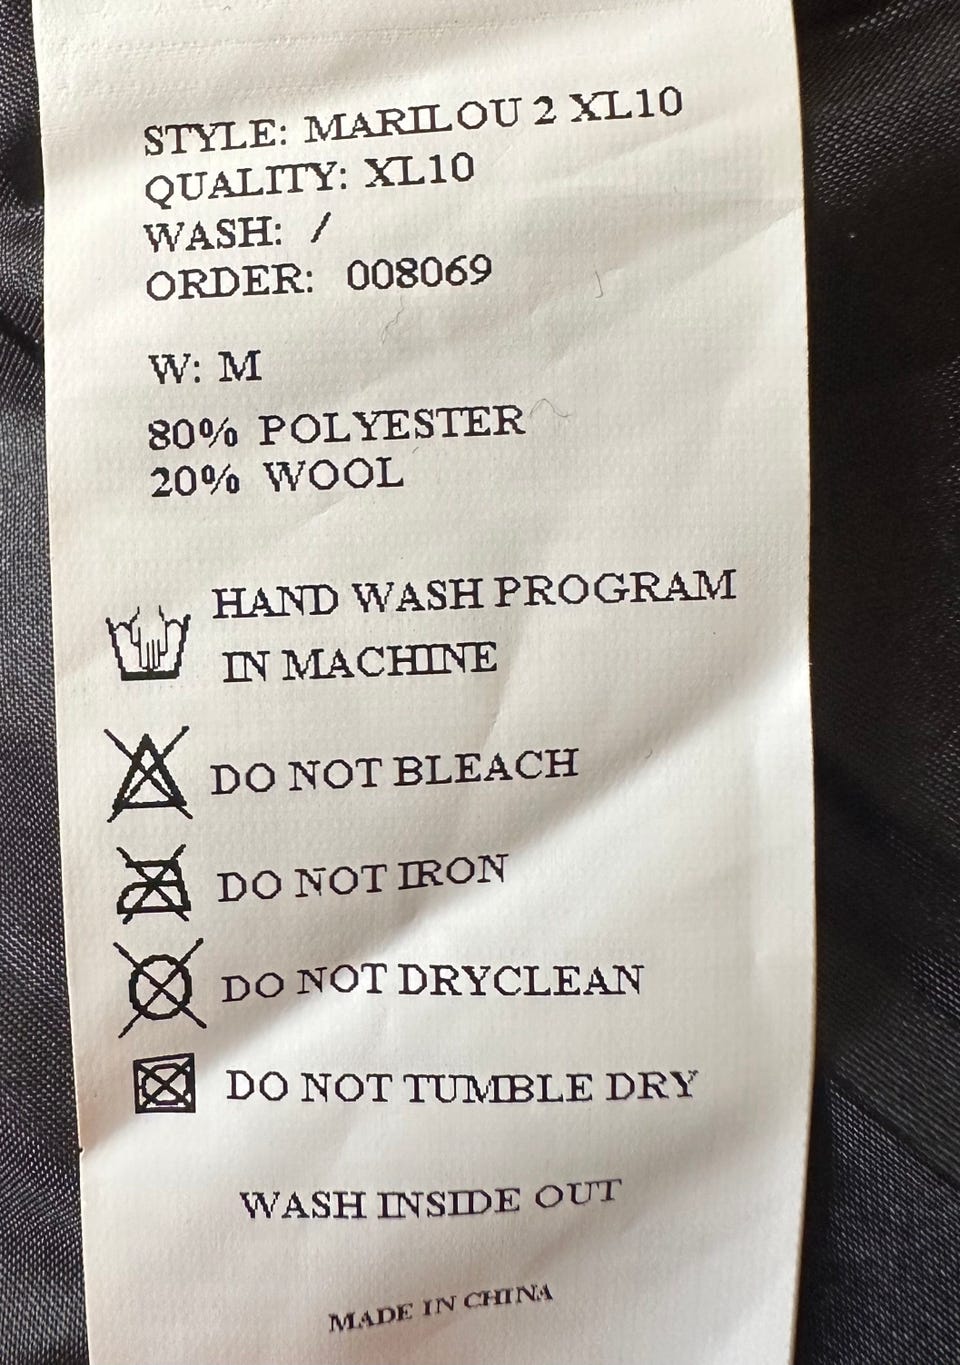 STYLE: MARILOU 2 XL10
QUALITY: XL10
WASH: /
ORDER: 008069
W: M
80% POLYESTER
20% WOOL
HAND WASH PROGRAM
IN MACHINE
DO NOT BLEACH
DO NOT IRON
DO NOT DRYCLEAN
DO NOT TUMBLE DRY
WASH INSIDE OUT
MADE IN CHINA